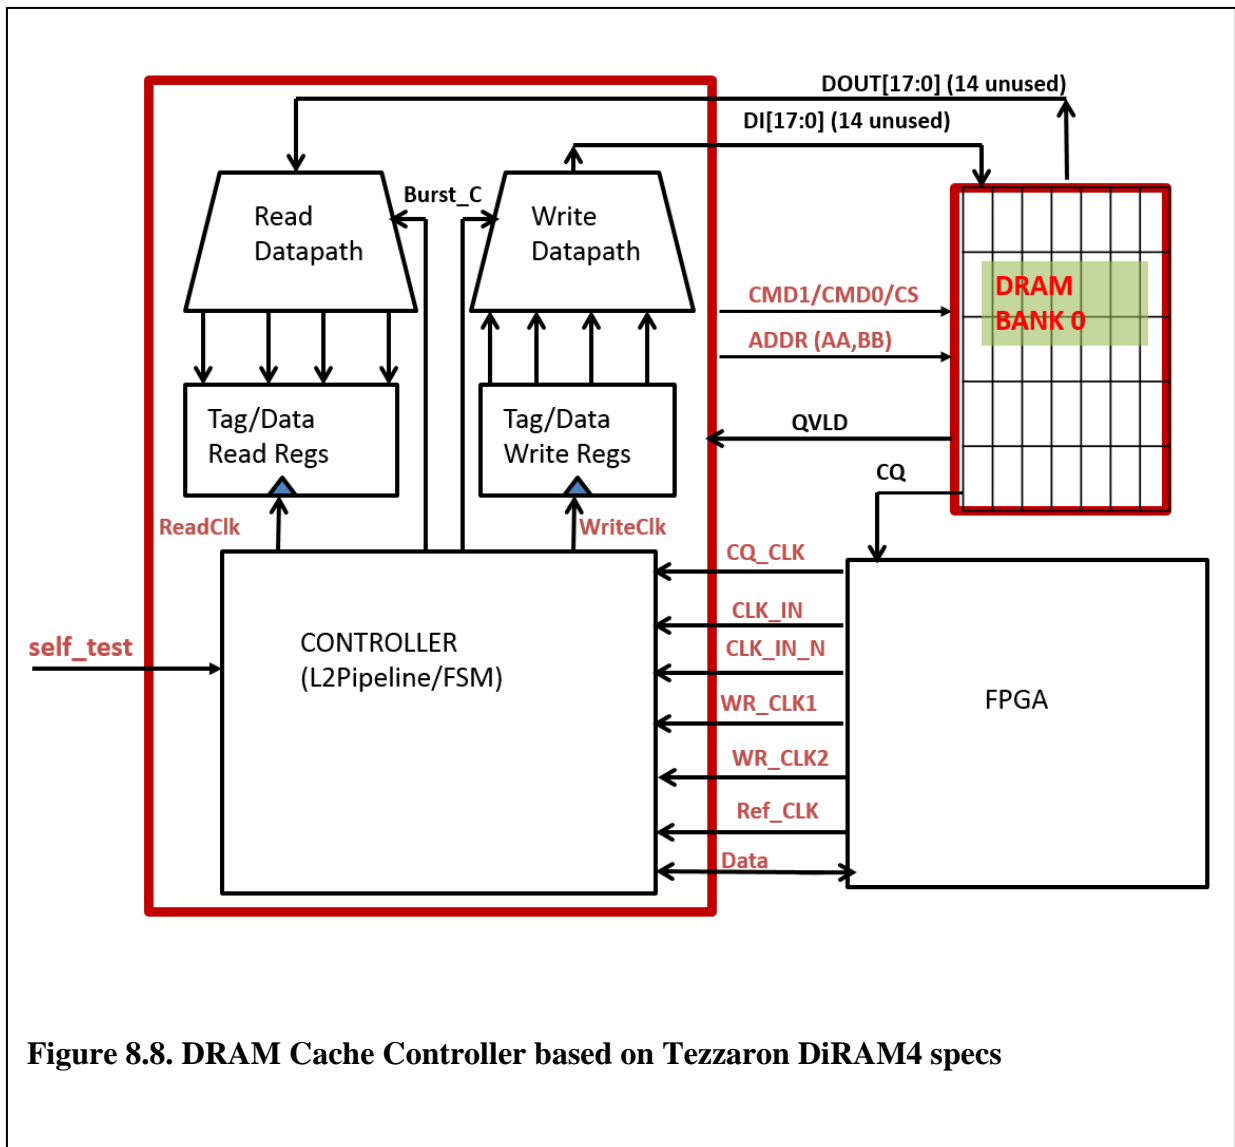 DOUT[17:0] (14 unused)
DI[17:0] (14 unused)
Burst_C
Read
Datapath
Write
Datapath
CMD1/CMD0/CS
ADDR (AA,BB)
DRAM
BANK 0
Tag/Data
Read Regs
Tag/Data
Write Regs
QVLD
CQ
ReadClk
WriteClk
CQ_CLK
CLK_IN
CLK_IN_N
WR_CLK1
WR_CLK2
Ref_CLK
Data
self_test
CONTROLLER
(L2Pipeline/FSM)
FPGA
Figure 8.8. DRAM Cache Controller based on Tezzaron DiRAM4 specs